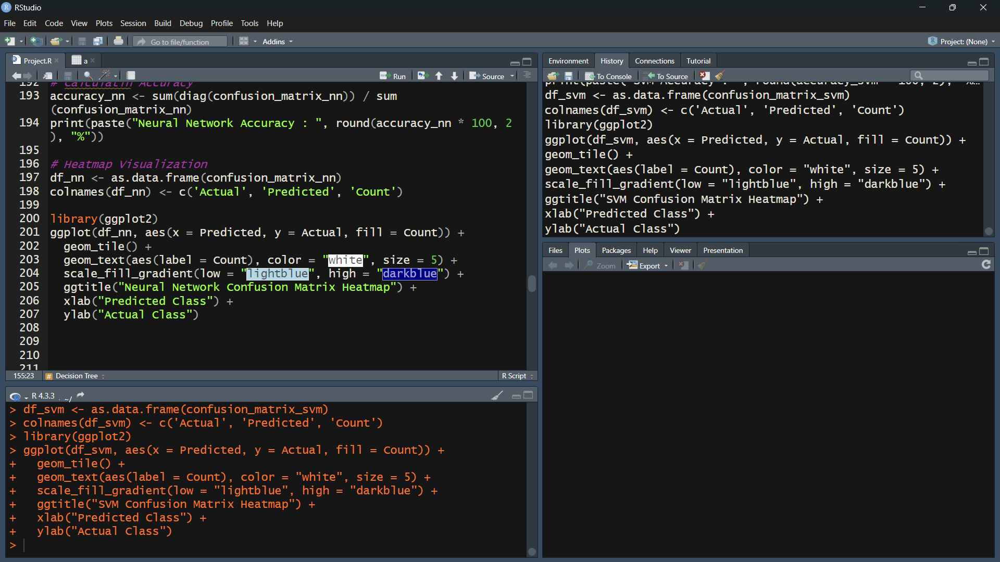 RStudio
File Edit Code View Plots Session Build Debug Profile Tools Help
Go to file/function Addins Project: (None)
Project.R a
Run Source
192 # Calculatin Accuracy
193 accuracy_nn <- sum(diag(confusion_matrix_nn)) / sum
(confusion_matrix_nn)
194 print(paste("Neural Network Accuracy : ", round(accuracy_nn * 100, 2
), "%"))
195
196 # Heatmap Visualization
197 df_nn <- as.data.frame(confusion_matrix_nn)
198 colnames(df_nn) <- c('Actual', 'Predicted', 'Count')
199
200 library(ggplot2)
201 ggplot(df_nn, aes(x = Predicted, y = Actual, fill = Count)) +
202 geom_tile() +
203 geom_text(aes(label = Count), color = "white", size = 5) +
204 scale_fill_gradient(low = "lightblue", high = "darkblue") +
205 ggtitle("Neural Network Confusion Matrix Heatmap") +
206 xlab("Predicted Class") +
207 ylab("Actual Class")
208
209
210
211
155:23 # Decision Tree R Script
R 4.3.3 . ~/
> df_svm <- as.data.frame(confusion_matrix_svm)
> colnames(df_svm) <- c('Actual', 'Predicted', 'Count')
> library(ggplot2)
> ggplot(df_svm, aes(x = Predicted, y = Actual, fill = Count)) +
+ geom_tile() +
+ geom_text(aes(label = Count), color = "white", size = 5) +
+ scale_fill_gradient(low = "lightblue", high = "darkblue") +
+ ggtitle("SVM Confusion Matrix Heatmap") +
+ xlab("Predicted Class") +
+ ylab("Actual Class")
>
Environment History Connections Tutorial
To Console To Source
print(paste("SVM Accuracy : ", round(accuracy_svm * 100, 2), "%...
df_svm <- as.data.frame(confusion_matrix_svm)
colnames(df_svm) <- c('Actual', 'Predicted', 'Count')
library(ggplot2)
ggplot(df_svm, aes(x = Predicted, y = Actual, fill = Count)) +
geom_tile() +
geom_text(aes(label = Count), color = "white", size = 5) +
scale_fill_gradient(low = "lightblue", high = "darkblue") +
ggtitle("SVM Confusion Matrix Heatmap") +
xlab("Predicted Class") +
ylab("Actual Class")
Files Plots Packages Help Viewer Presentation
Zoom Export